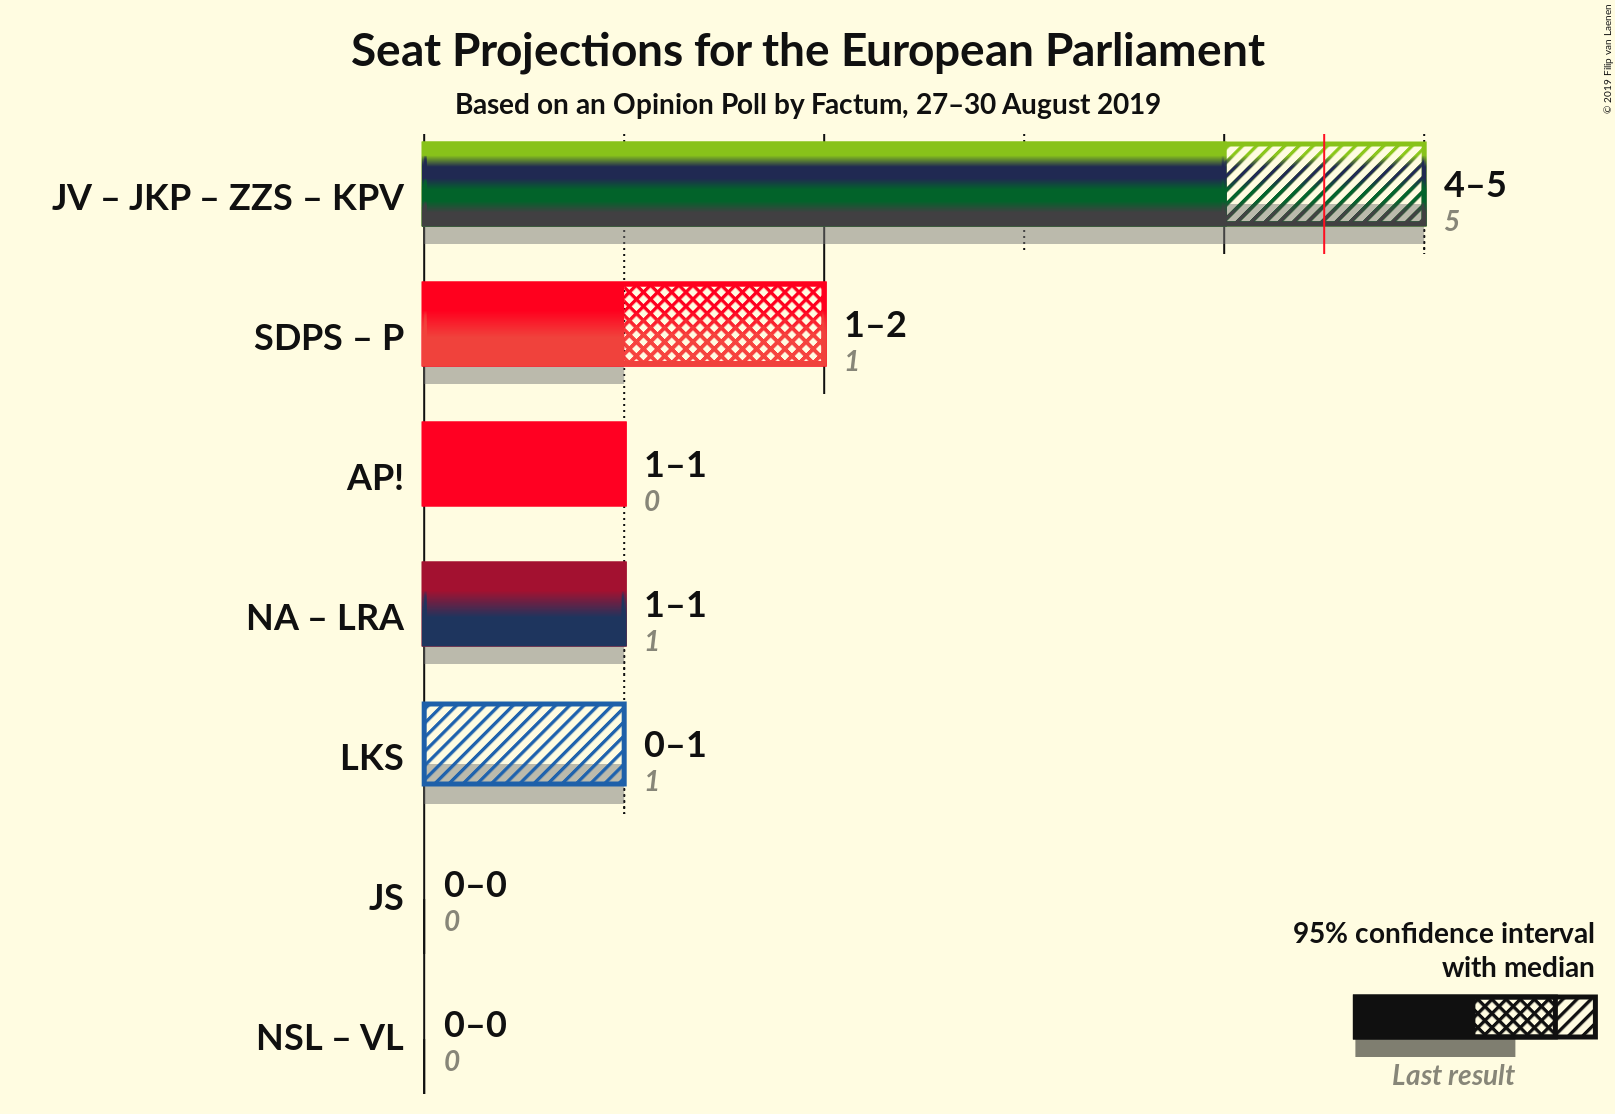 Seat Projections for the European Parliament
Based on an Opinion Poll by Factum, 27–30 August 2019
© 2019 Filip van Laenen
JV – JKP – ZZS – KPV
4–5
5
SDPS – P
1–2
1
AP!
1–1
0
NA – LRA
1–1
1
LKS
0–1
1
JS
0–0
0
NSL – VL
0–0
0
95% confidence interval
with median
Last result